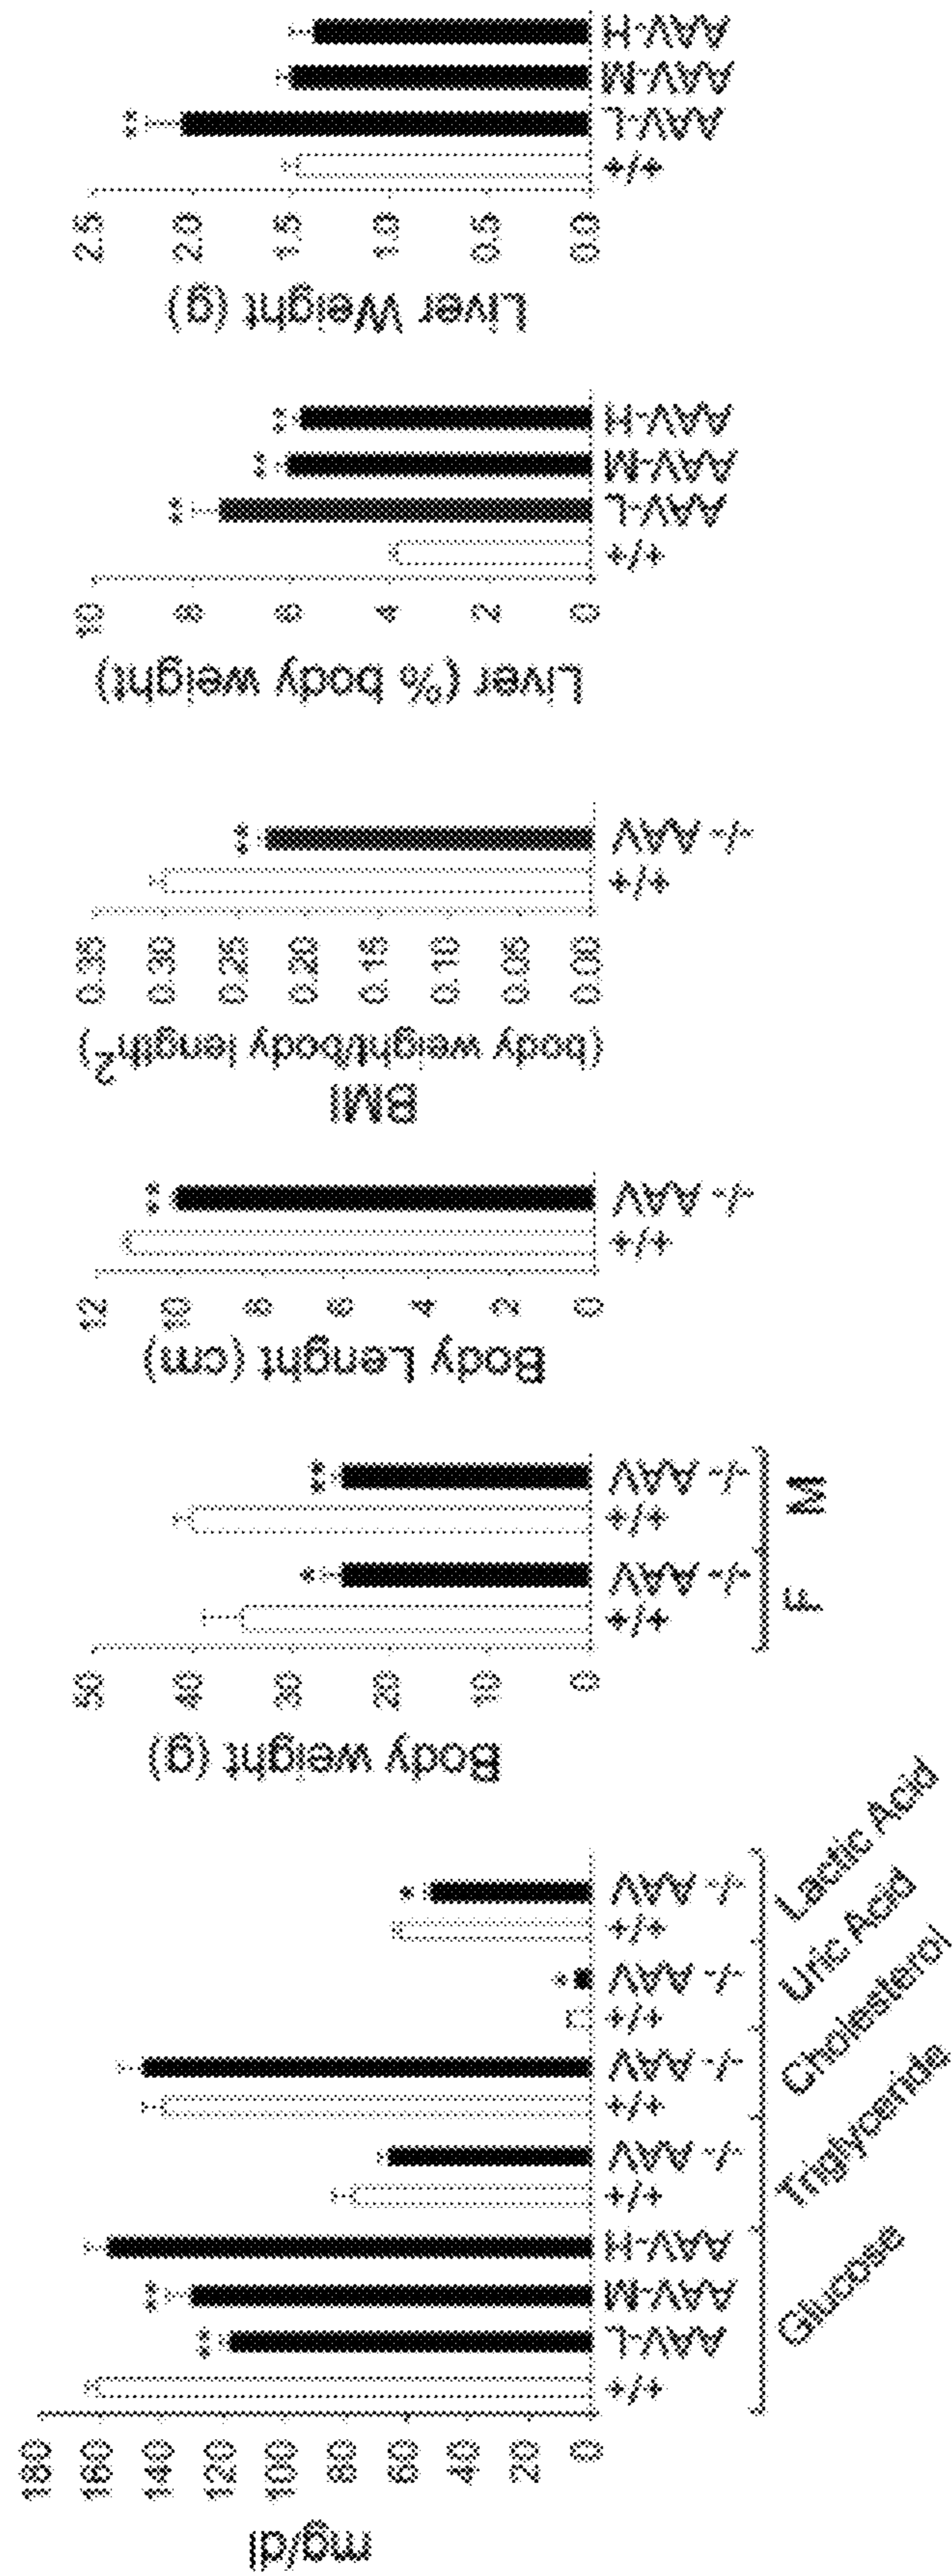 mg/dl
180
160
140
120
100
80
60
40
20
0
+/+
AAV-L
AAV-M
AAV-H
+/+
-/- AAV
+/+
-/- AAV
+/+
-/- AAV
+/+
-/- AAV
Glucose
Triglyceride
Cholesterol
Uric Acid
Lactic Acid
*
**
**
*
*
Body weight (g)
50
40
30
20
10
0
+/+
-/- AAV
+/+
-/- AAV
F
M
*
**
Body Lenght (cm)
12
10
8
6
4
2
0
+/+
-/- AAV
**
BMI
(body weight/body length²)
0.35
0.30
0.25
0.20
0.15
0.10
0.05
0.00
+/+
-/- AAV
**
Liver (% body weight)
10
8
6
4
2
0
+/+
AAV-L
AAV-M
AAV-H
**
**
**
Liver Weight (g)
2.5
2.0
1.5
1.0
0.5
0.0
+/+
AAV-L
AAV-M
AAV-H
**